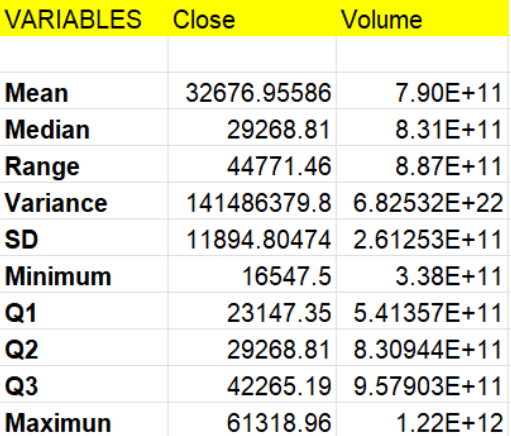 VARIABLES Close Volume
Mean 32676.95586 7.90E+11
Median 29268.81 8.31E+11
Range 44771.46 8.87E+11
Variance 141486379.8 6.82532E+22
SD 11894.80474 2.61253E+11
Minimum 16547.5 3.38E+11
Q1 23147.35 5.41357E+11
Q2 29268.81 8.30944E+11
Q3 42265.19 9.57903E+11
Maximun 61318.96 1.22E+12